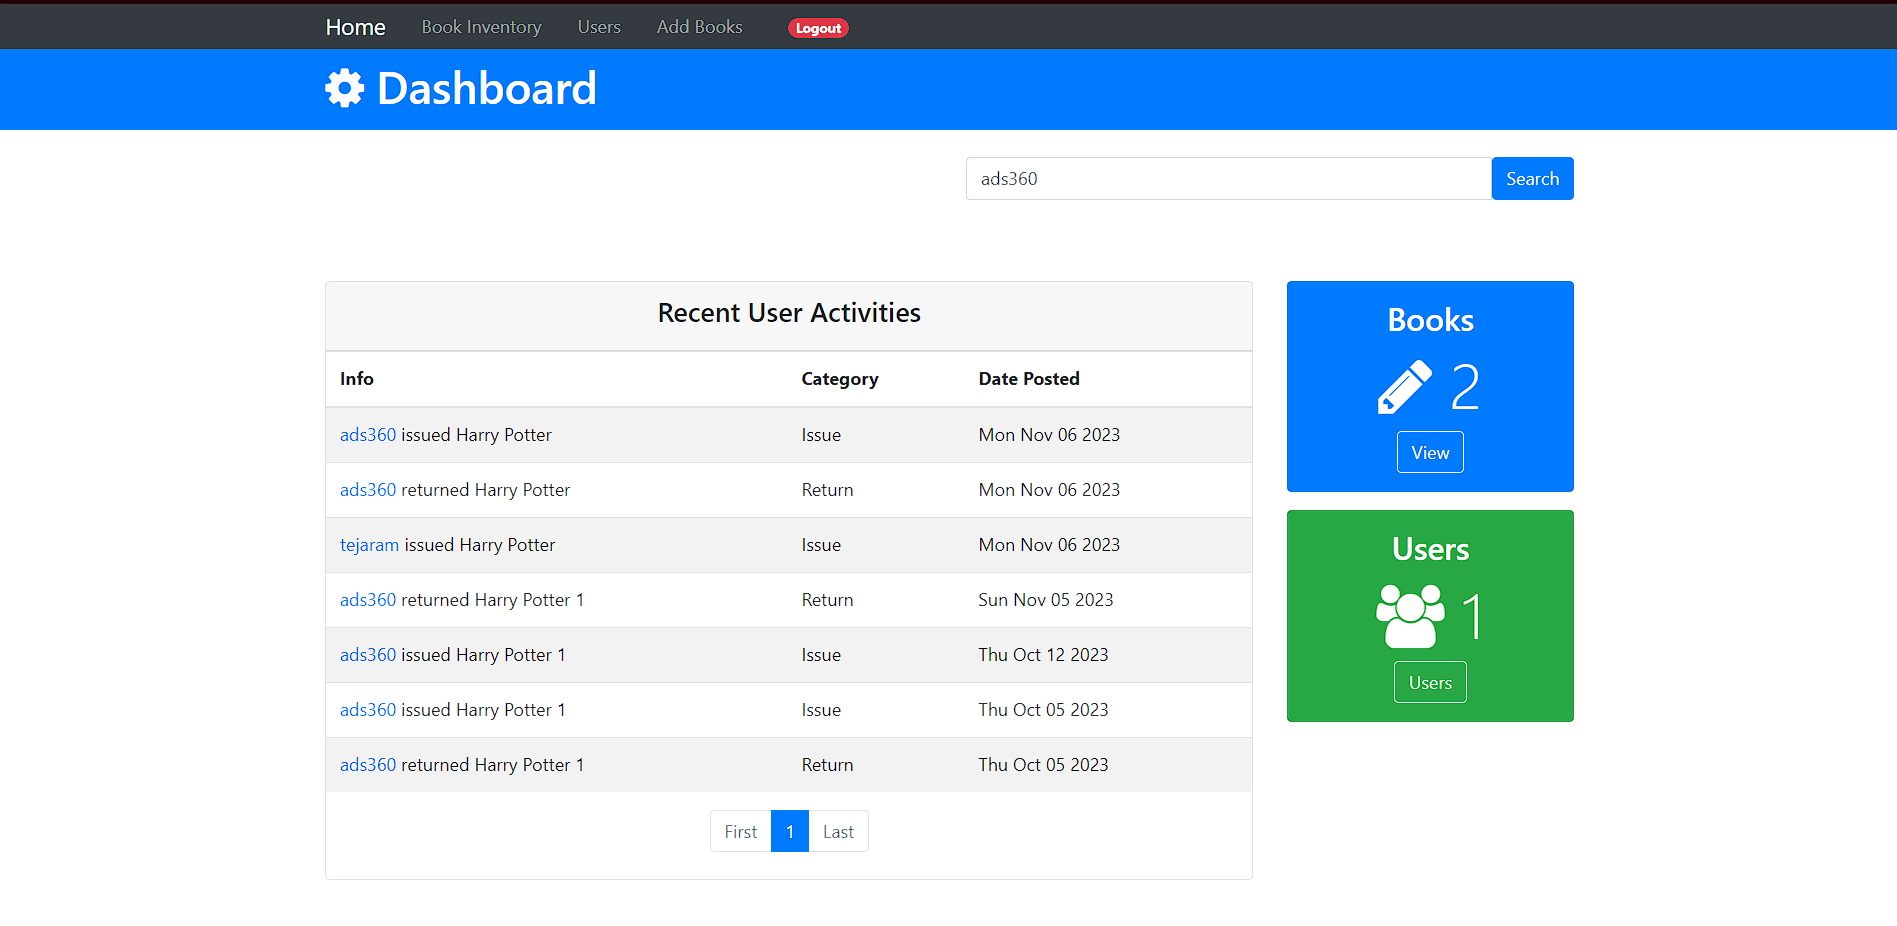 Home Book Inventory Users Add Books Logout
Dashboard
ads360 Search
Recent User Activities
Info Category Date Posted
ads360 issued Harry Potter Issue Mon Nov 06 2023
ads360 returned Harry Potter Return Mon Nov 06 2023
tejaram issued Harry Potter Issue Mon Nov 06 2023
ads360 returned Harry Potter 1 Return Sun Nov 05 2023
ads360 issued Harry Potter 1 Issue Thu Oct 12 2023
ads360 issued Harry Potter 1 Issue Thu Oct 05 2023
ads360 returned Harry Potter 1 Return Thu Oct 05 2023
First 1 Last
Books
2
View
Users
1
Users